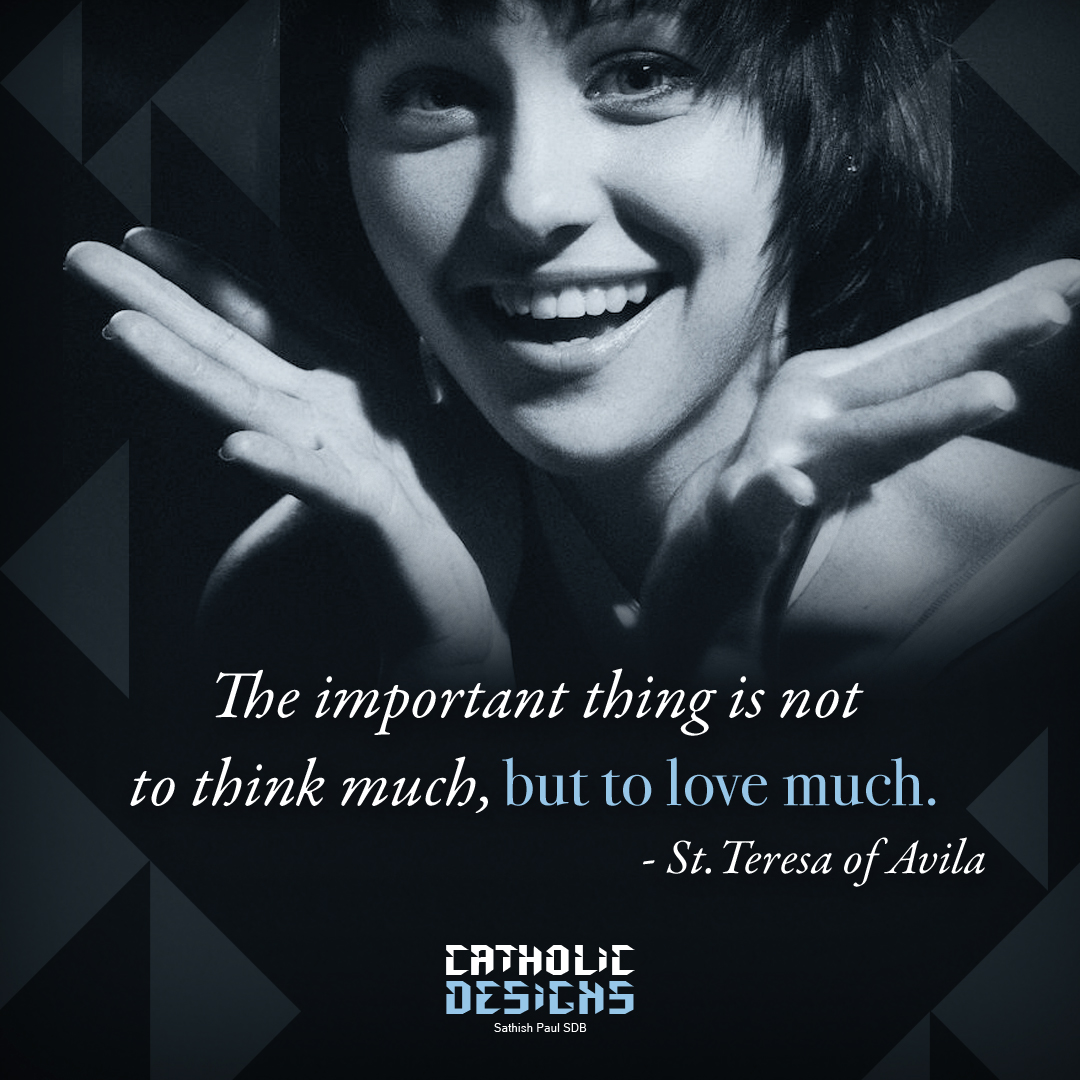 The important thing is not
to think much, but to love much.
- St. Teresa of Avila
CATHOLIC
DESIGNS
Sathish Paul SDB